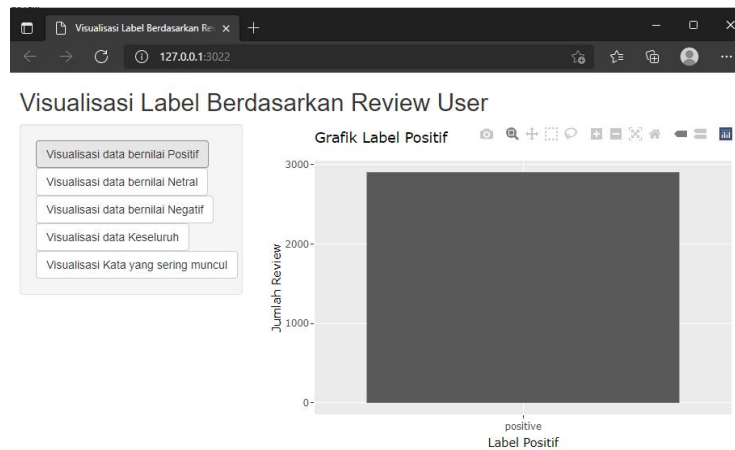 Visualisasi Label Berdasarkan Rev
127.0.0.1:3022
Visualisasi Label Berdasarkan Review User
Visualisasi data bernilai Positif
Visualisasi data bernilai Netral
Visualisasi data bernilai Negatif
Visualisasi data Keseluruh
Visualisasi Kata yang sering muncul
Grafik Label Positif
3000
2000
1000
0
Jumlah Review
positive
Label Positif